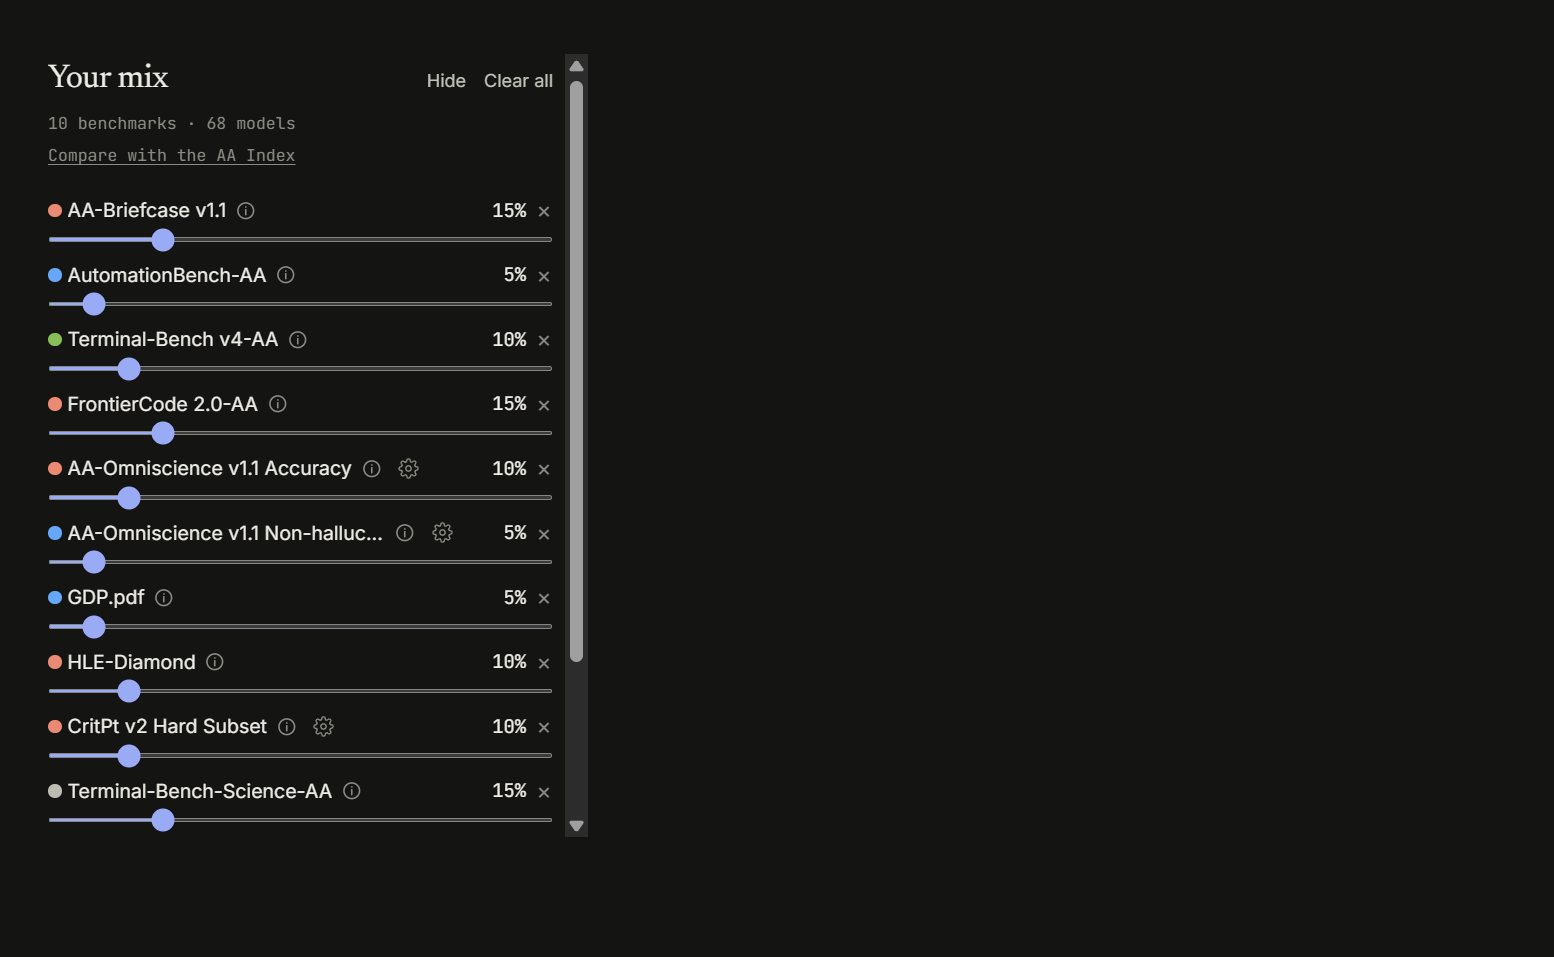 Your mix
Hide Clear all
10 benchmarks · 68 models
Compare with the AA Index
AA-Briefcase v1.1 15%
AutomationBench-AA 5%
Terminal-Bench v4-AA 10%
FrontierCode 2.0-AA 15%
AA-Omniscience v1.1 Accuracy 10%
AA-Omniscience v1.1 Non-halluc... 5%
GDP.pdf 5%
HLE-Diamond 10%
CritPt v2 Hard Subset 10%
Terminal-Bench-Science-AA 15%